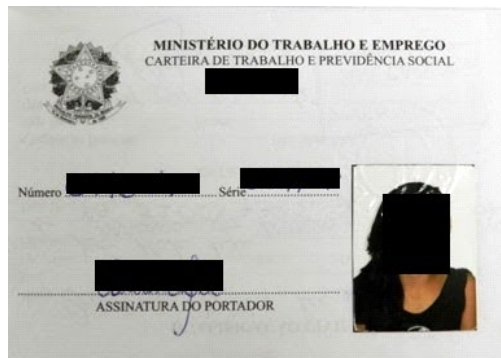 MINISTÉRIO DO TRABALHO E EMPREGO
CARTEIRA DE TRABALHO E PREVIDÊNCIA SOCIAL
Número Série
ASSINATURA DO PORTADOR